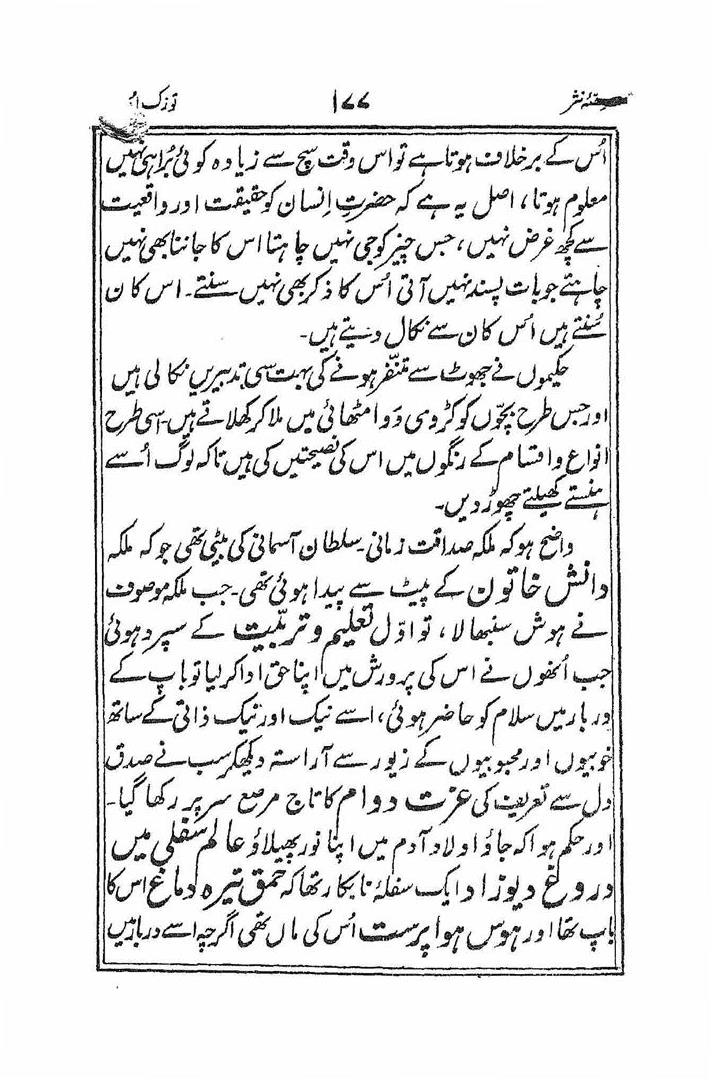 توزک ار ۱۷۷ حصّۂ نثر
اُس کے برخلاف ہوتا ہے تو اس وقت سچ سے زیادہ کوئی بُرا ہی نہیں
معلوم ہوتا، اصل یہ ہے کہ حضرتِ اِنسان کو حقیقت اور واقعیت
سے کچھ غرض نہیں، جس چیز کو جی نہیں چاہتا اس کا جاننا بھی نہیں
چاہتے جو بات پسند نہیں آتی اُس کا ذکر بھی نہیں سنتے۔ اس کان
سُنتے ہیں اُس کان سے نکال دیتے ہیں۔
حکیموں نے جھوٹ سے متنفّر ہونے کی بہت سی تدبیریں نکالی ہیں
اور جس طرح بچّوں کو کڑوی دَوا مٹھائی میں ملا کر کھلاتے ہیں۔ اسی طرح
انواع و اقسام کے رنگوں میں اس کی نصیحتیں کی ہیں تاکہ لوگ اُسے
ہنستے کھیلتے چھوڑ دیں۔
واضح ہو کہ ملکہ صداقت زمانی۔ سلطان آسمانی کی بیٹی تھی جو کہ ملکہ
دانش خاتون کے پیٹ سے پیدا ہوئی تھی۔ جب ملکہ موصوف
نے ہوش سنبھالا، تو اوّل تعلیم و تربّیت کے سپرد ہوئی
جب اُنھوں نے اس کی پرورش میں اپنا حق ادا کر لیا تو باپ کے
دربار میں سلام کو حاضر ہوئی، اسے نیک اور نیک ذاتی کے ساتھ
خوبیوں اور محبوبیوں کے زیور سے آراستہ دیکھ کر سب نے صدق
دل سے تعریف کی عزت دوام کا تاج مرصع سر پر رکھا گیا۔
اور حکم ہوا کہ جاؤ اولاد آدم میں اپنا نور پھیلاؤ عالم سفلی میں
دروغ دیوزاد ایک سفلۂ نابکار تھا کہ حمق تیرہ دماغ اس کا
باپ تھا اور ہوس ہوا پرست اُس کی ماں تھی اگرچہ اسے دربار میں